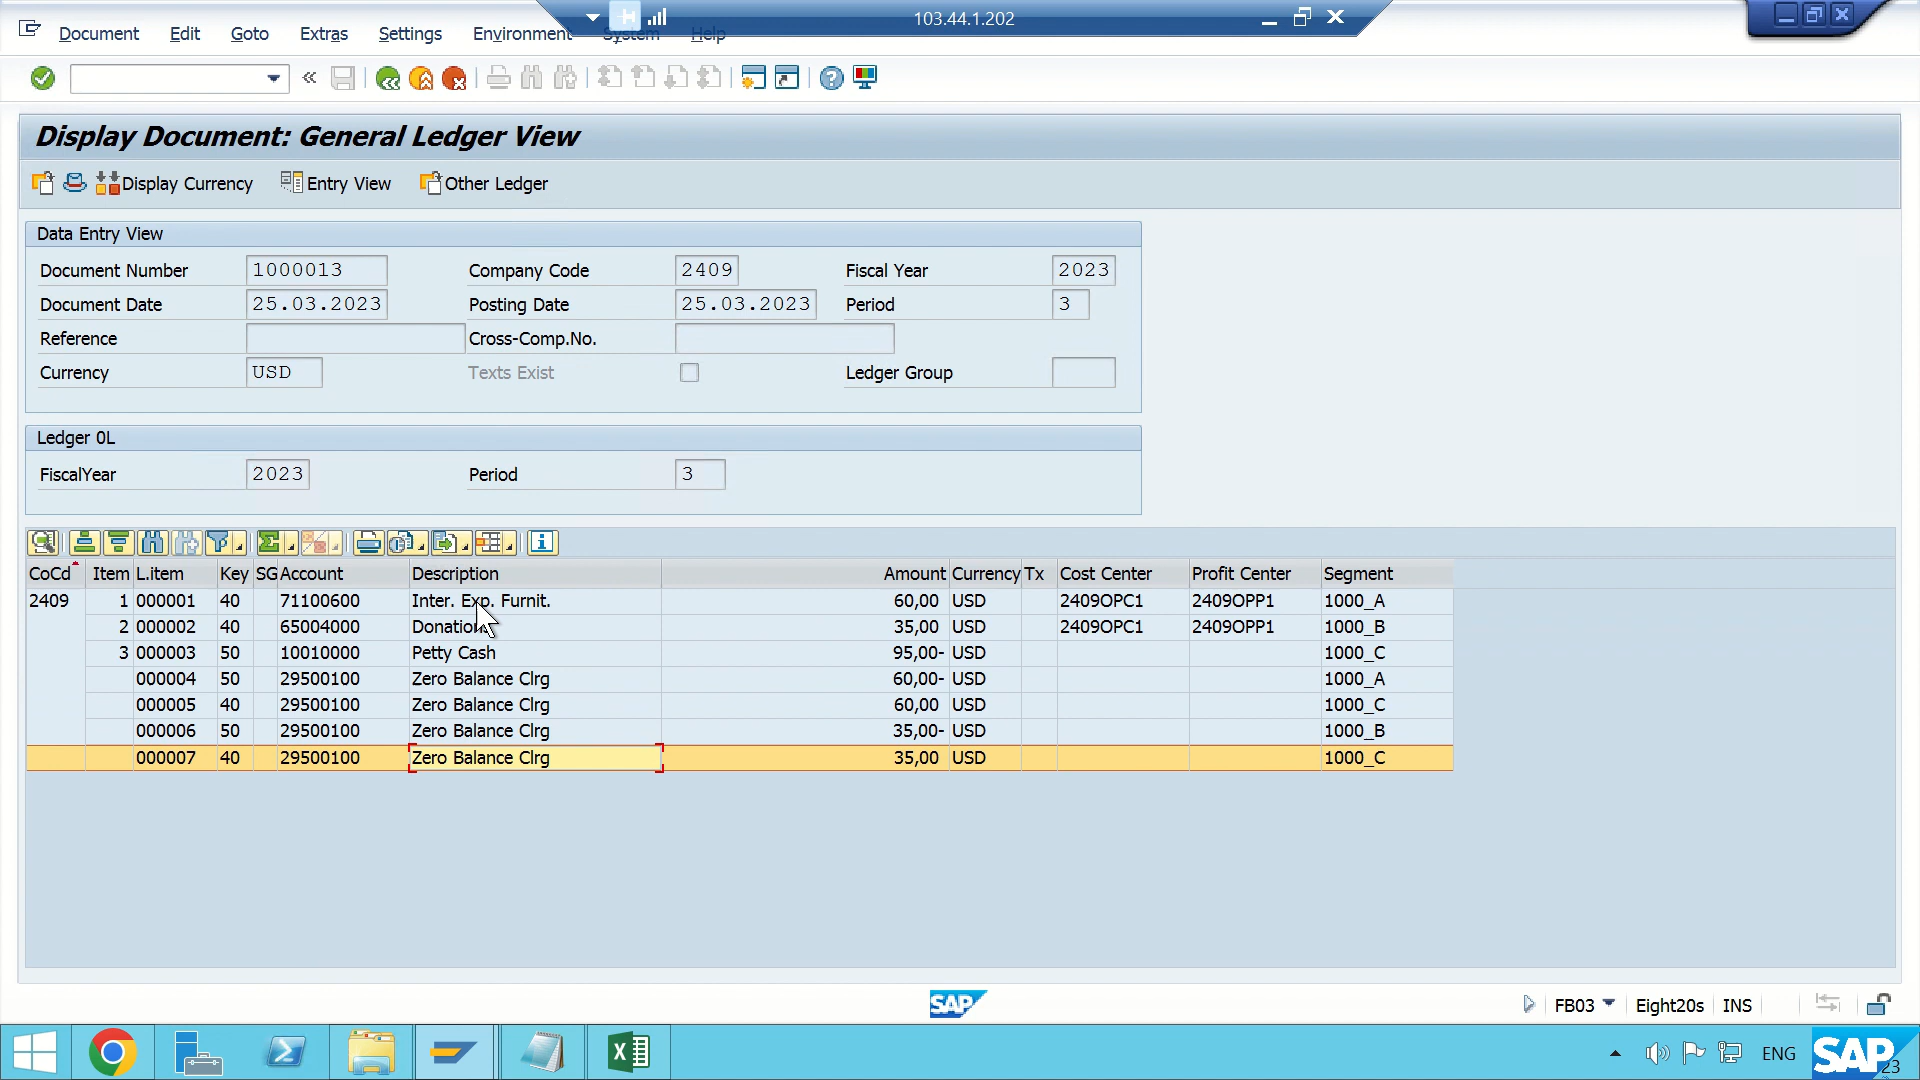 103.44.1.202
Document Edit Goto Extras Settings Environment System Help
Display Document: General Ledger View
Display Currency Entry View Other Ledger
Data Entry View
Document Number 1000013 Company Code 2409 Fiscal Year 2023
Document Date 25.03.2023 Posting Date 25.03.2023 Period 3
Reference Cross-Comp.No.
Currency USD Texts Exist Ledger Group
Ledger 0L
FiscalYear 2023 Period 3
CoCd Item L.item Key SG Account Description Amount Currency Tx Cost Center Profit Center Segment
2409 1 000001 40 71100600 Inter. Exp. Furnit. 60,00 USD 2409OPC1 2409OPP1 1000_A
2 000002 40 65004000 Donations 35,00 USD 2409OPC1 2409OPP1 1000_B
3 000003 50 10010000 Petty Cash 95,00- USD 1000_C
000004 50 29500100 Zero Balance Clrg 60,00- USD 1000_A
000005 40 29500100 Zero Balance Clrg 60,00 USD 1000_C
000006 50 29500100 Zero Balance Clrg 35,00- USD 1000_B
000007 40 29500100 Zero Balance Clrg 35,00 USD 1000_C
SAP
FB03 Eight20s INS
ENG
SAP
23